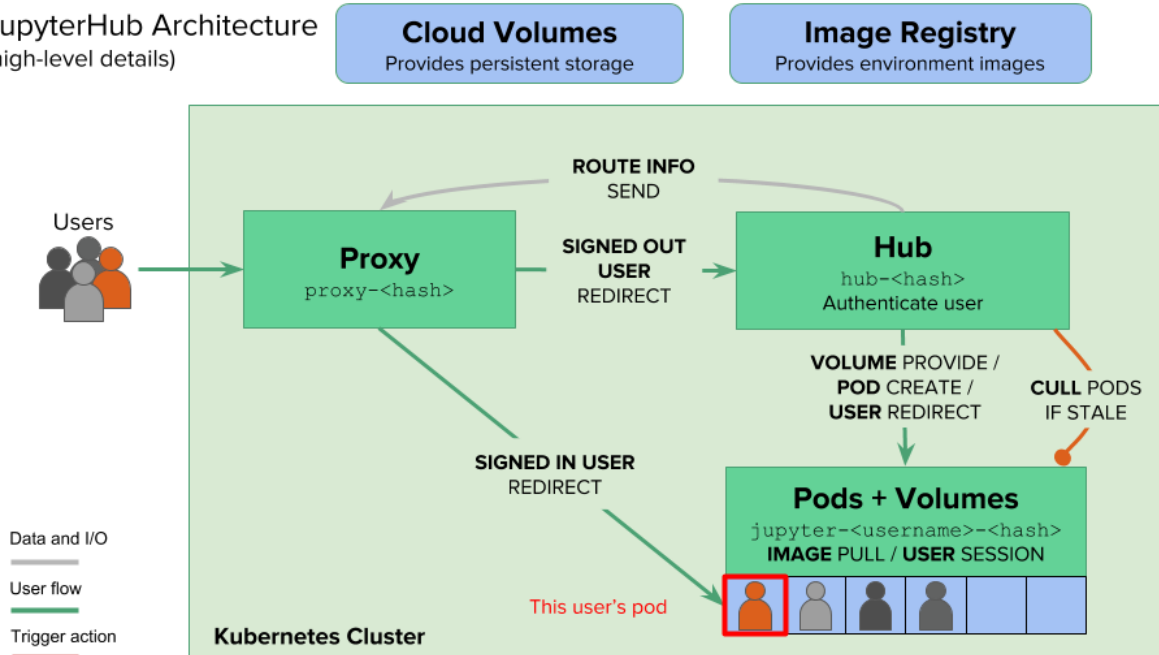 upyterHub Architecture
high-level details)
Cloud Volumes
Provides persistent storage
Image Registry
Provides environment images
ROUTE INFO
SEND
Users
Proxy
proxy-<hash>
SIGNED OUT
USER
REDIRECT
Hub
hub-<hash>
Authenticate user
VOLUME PROVIDE /
POD CREATE /
USER REDIRECT
CULL PODS
IF STALE
SIGNED IN USER
REDIRECT
Pods + Volumes
jupyter-<username>-<hash>
IMAGE PULL / USER SESSION
This user's pod
Data and I/O
User flow
Trigger action
Kubernetes Cluster